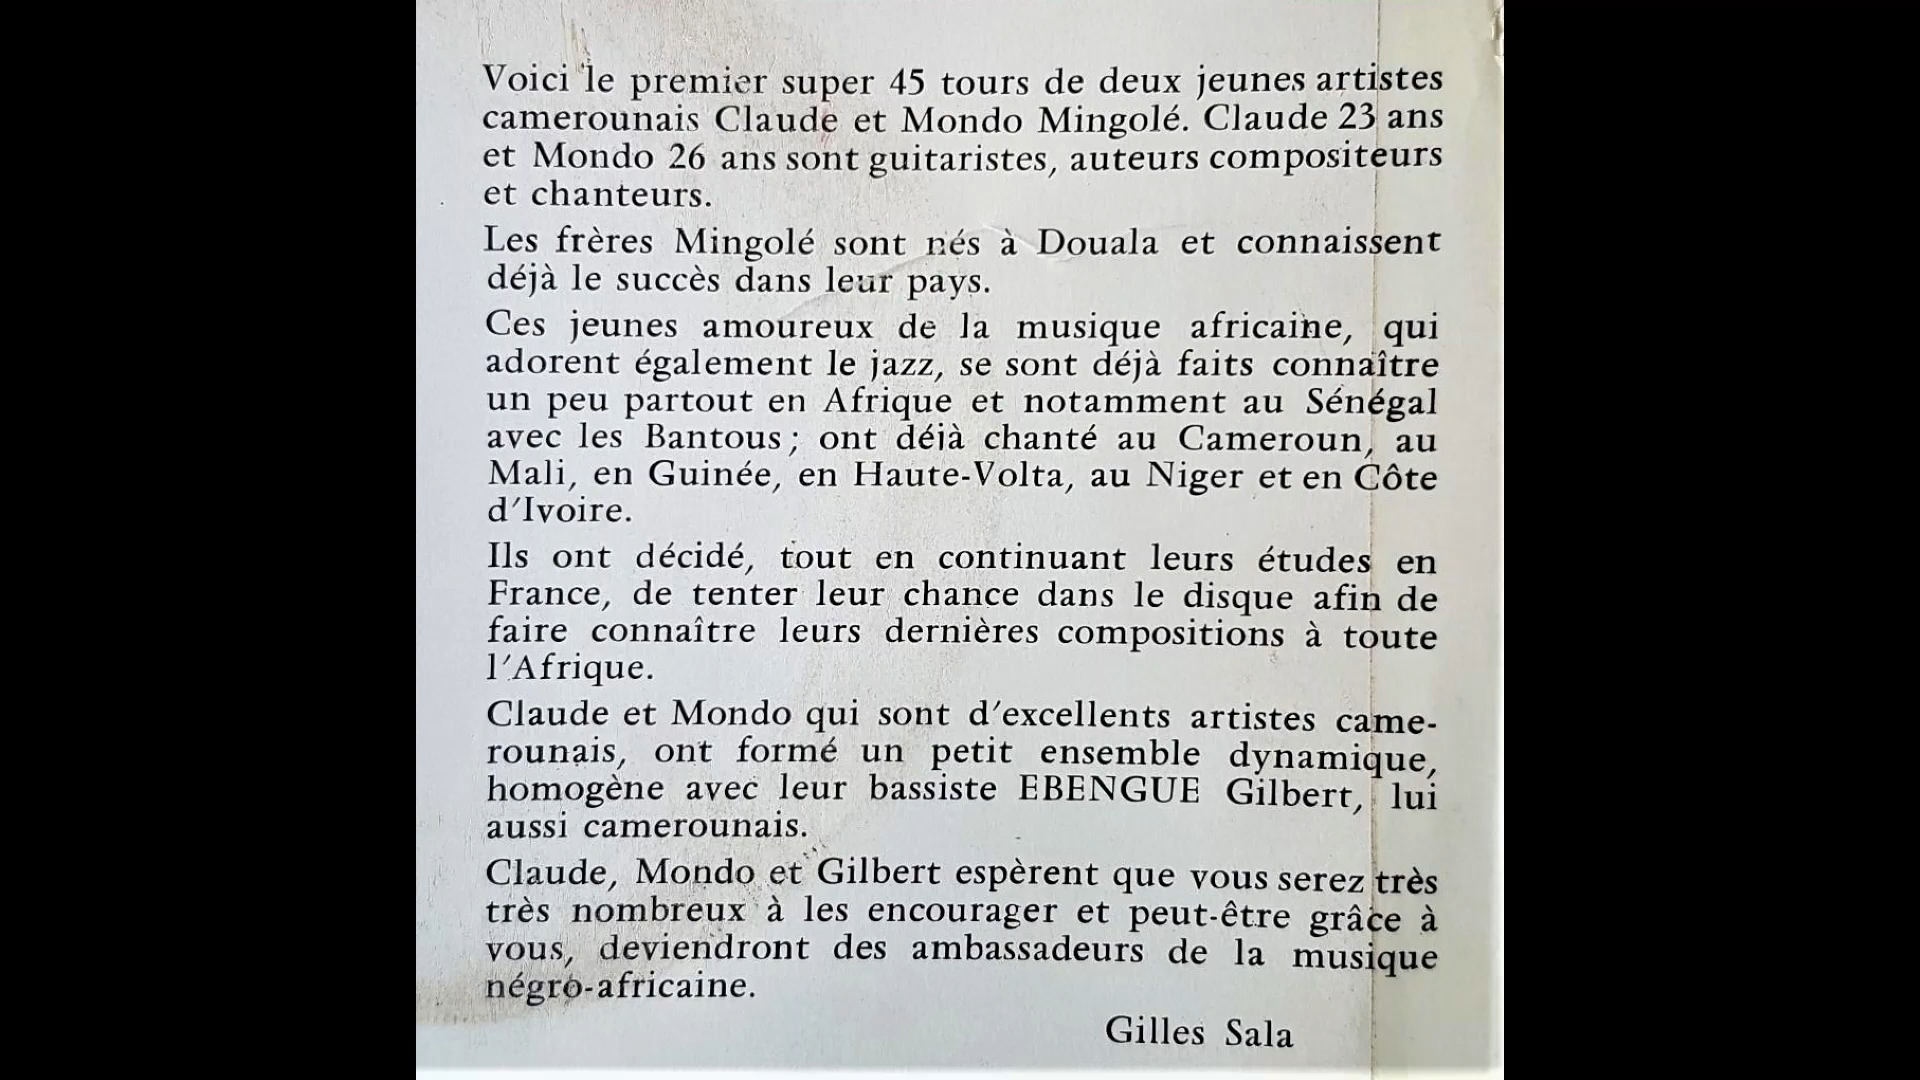 Voici le premier super 45 tours de deux jeunes artistes
camerounais Claude et Mondo Mingolé. Claude 23 ans
et Mondo 26 ans sont guitaristes, auteurs compositeurs
et chanteurs.
Les frères Mingolé sont nés à Douala et connaissent
déjà le succès dans leur pays.
Ces jeunes amoureux de la musique africaine, qui
adorent également le jazz, se sont déjà faits connaître
un peu partout en Afrique et notamment au Sénégal
avec les Bantous ; ont déjà chanté au Cameroun, au
Mali, en Guinée, en Haute-Volta, au Niger et en Côte
d'Ivoire.
Ils ont décidé, tout en continuant leurs études en
France, de tenter leur chance dans le disque afin de
faire connaître leurs dernières compositions à toute
l'Afrique.
Claude et Mondo qui sont d'excellents artistes came-
rounais, ont formé un petit ensemble dynamique,
homogène avec leur bassiste EBENGUE Gilbert, lui
aussi camerounais.
Claude, Mondo et Gilbert espèrent que vous serez très
très nombreux à les encourager et peut-être grâce à
vous, deviendront des ambassadeurs de la musique
négro-africaine.
Gilles Sala